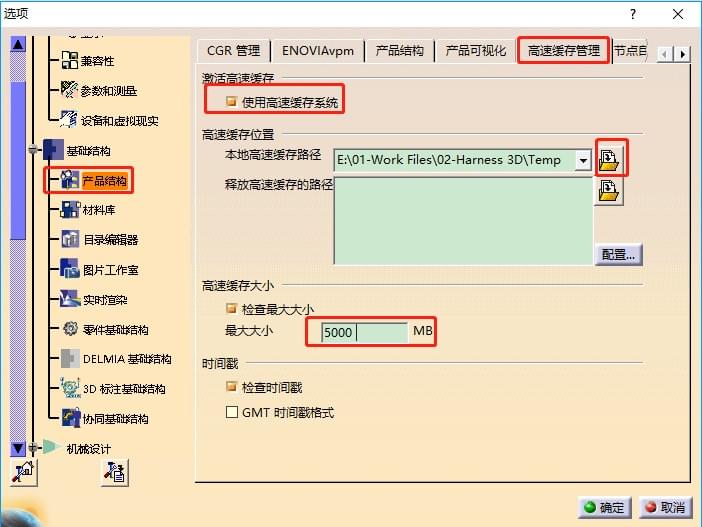 选项
兼容性
参数和测量
设备和虚拟现实
基础结构
产品结构
材料库
目录编辑器
图片工作室
实时渲染
零件基础结构
DELMIA 基础结构
3D 标注基础结构
协同基础结构
机械设计
CGR 管理 ENOVIAvpm 产品结构 产品可视化 高速缓存管理 节点自
激活高速缓存
使用高速缓存系统
高速缓存位置
本地高速缓存路径 E:\01-Work Files\02-Harness 3D\Temp
释放高速缓存的路径
配置...
高速缓存大小
检查最大大小
最大大小 5000 MB
时间戳
检查时间戳
GMT 时间戳格式
确定 取消